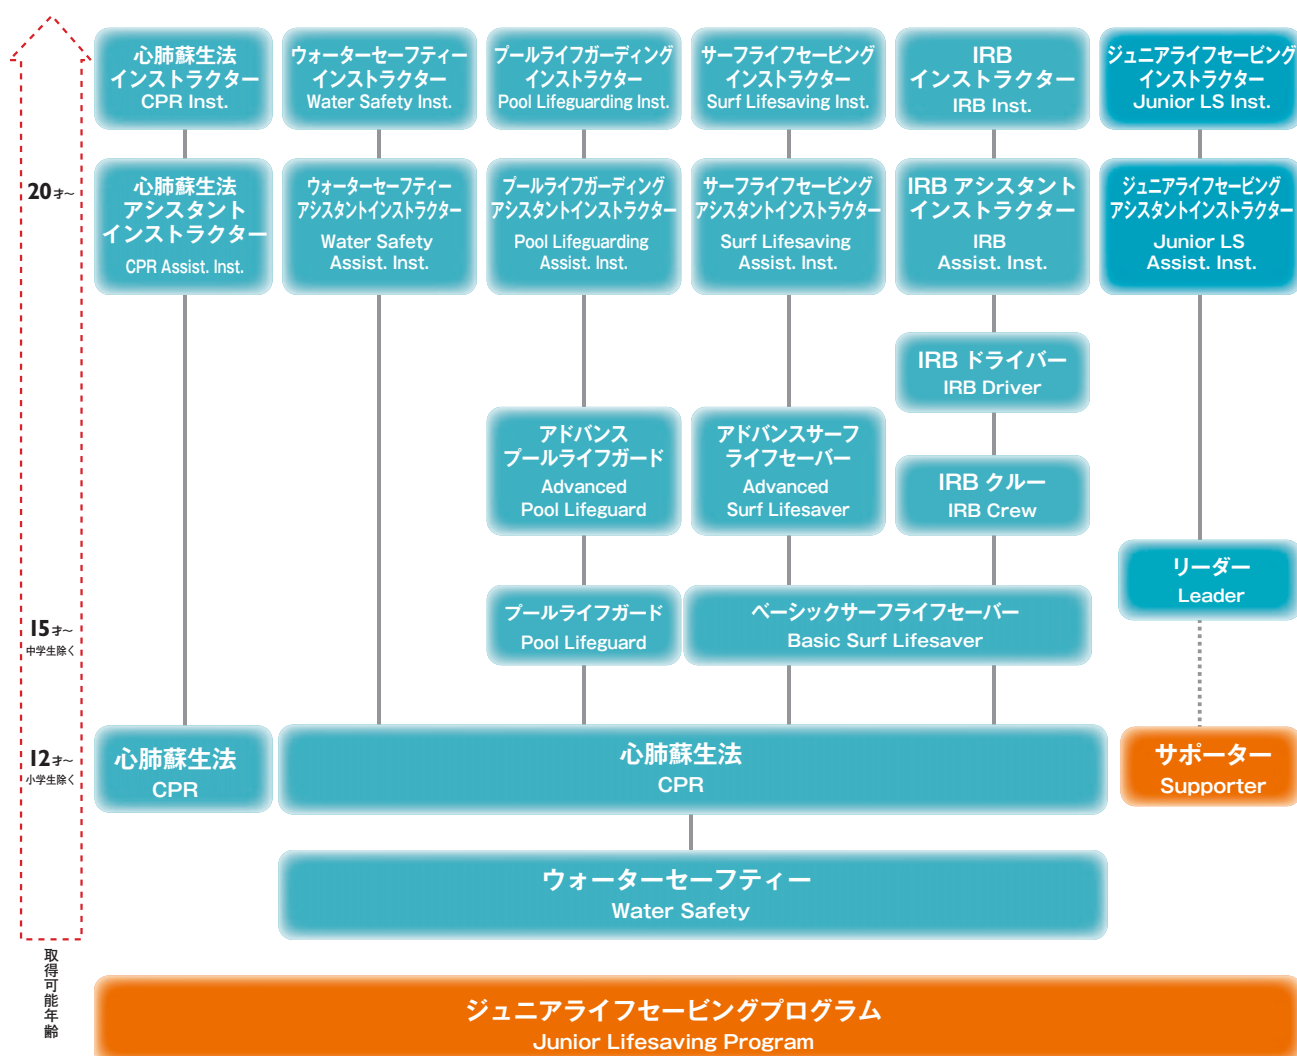 心肺蘇生法
インストラクター
CPR Inst.
ウォーターセーフティー
インストラクター
Water Safety Inst.
プールライフガーディング
インストラクター
Pool Lifeguarding Inst.
サーフライフセービング
インストラクター
Surf Lifesaving Inst.
IRB
インストラクター
IRB Inst.
ジュニアライフセービング
インストラクター
Junior LS Inst.
20才〜
心肺蘇生法
アシスタント
インストラクター
CPR Assist. Inst.
ウォーターセーフティー
アシスタントインストラクター
Water Safety
Assist. Inst.
プールライフガーディング
アシスタントインストラクター
Pool Lifeguarding
Assist. Inst.
サーフライフセービング
アシスタントインストラクター
Surf Lifesaving
Assist. Inst.
IRB アシスタント
インストラクター
IRB
Assist. Inst.
ジュニアライフセービング
アシスタントインストラクター
Junior LS
Assist. Inst.
IRB ドライバー
IRB Driver
アドバンス
プールライフガード
Advanced
Pool Lifeguard
アドバンスサーフ
ライフセーバー
Advanced
Surf Lifesaver
IRB クルー
IRB Crew
リーダー
Leader
15才〜
中学生除く
プールライフガード
Pool Lifeguard
ベーシックサーフライフセーバー
Basic Surf Lifesaver
12才〜
小学生除く
心肺蘇生法
CPR
心肺蘇生法
CPR
サポーター
Supporter
ウォーターセーフティー
Water Safety
取得可能年齢
ジュニアライフセービングプログラム
Junior Lifesaving Program